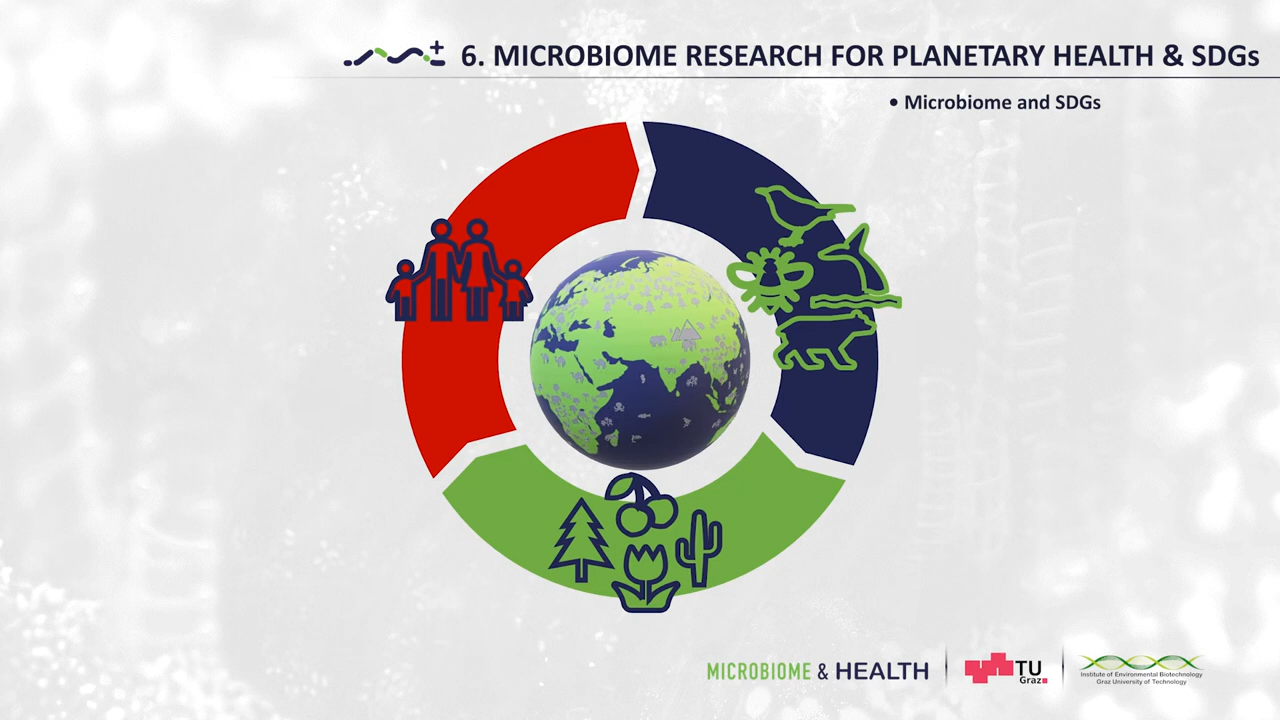 6. MICROBIOME RESEARCH FOR PLANETARY HEALTH & SDGs
• Microbiome and SDGs
MICROBIOME & HEALTH
TU
Graz
Institute of Environmental Biotechnology
Graz University of Technology